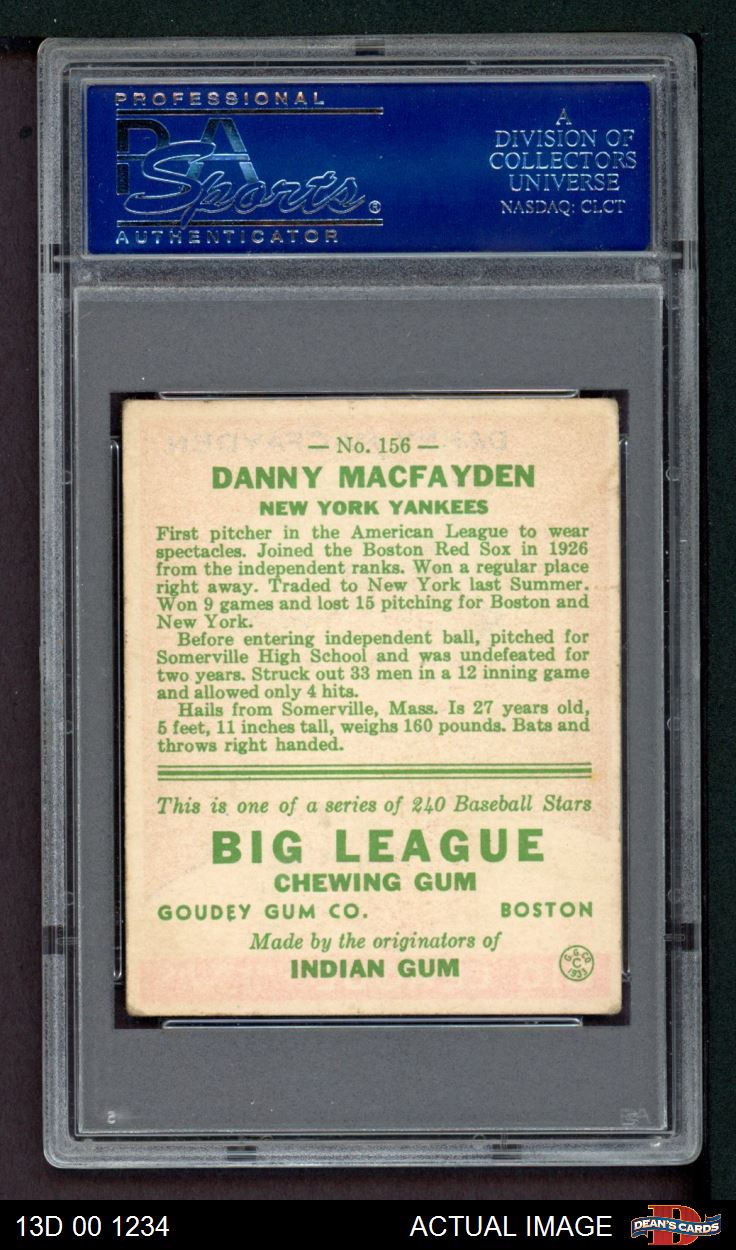 PROFESSIONAL
PSA
Sports®
AUTHENTICATOR
A
DIVISION OF
COLLECTORS
UNIVERSE
NASDAQ: CLCT
— No. 156 —
DANNY MACFAYDEN
NEW YORK YANKEES
First pitcher in the American League to wear
spectacles. Joined the Boston Red Sox in 1926
from the independent ranks. Won a regular place
right away. Traded to New York last Summer.
Won 9 games and lost 15 pitching for Boston and
New York.
Before entering independent ball, pitched for
Somerville High School and was undefeated for
two years. Struck out 33 men in a 12 inning game
and allowed only 4 hits.
Hails from Somerville, Mass. Is 27 years old,
5 feet, 11 inches tall, weighs 160 pounds. Bats and
throws right handed.
This is one of a series of 240 Baseball Stars
BIG LEAGUE
CHEWING GUM
GOUDEY GUM CO. BOSTON
Made by the originators of
INDIAN GUM
G.G.CO.
C
1933
13D 00 1234 ACTUAL IMAGE DEAN'S CARDS